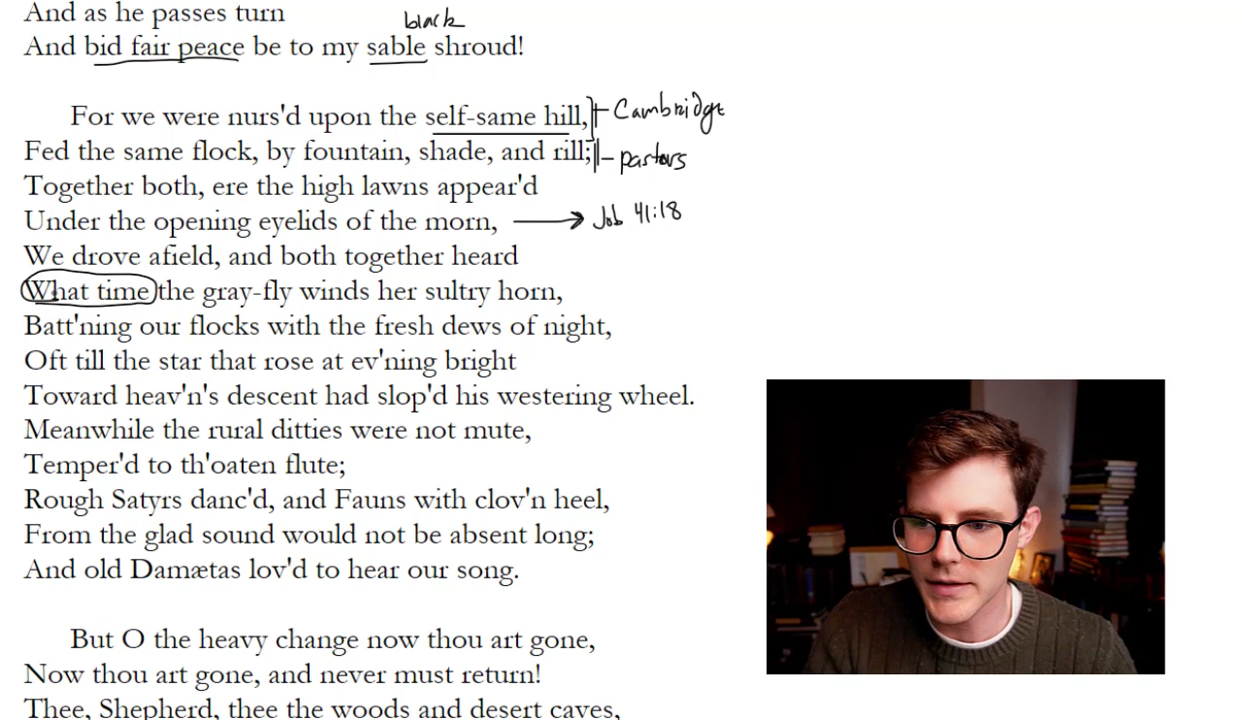 And as he passes turn
black
And bid fair peace be to my sable shroud!
For we were nurs'd upon the self-same hill, Cambridge
Fed the same flock, by fountain, shade, and rill; - pastors
Together both, ere the high lawns appear'd
Under the opening eyelids of the morn, → Job 41:18
We drove afield, and both together heard
What time the gray-fly winds her sultry horn,
Batt'ning our flocks with the fresh dews of night,
Oft till the star that rose at ev'ning bright
Toward heav'n's descent had slop'd his westering wheel.
Meanwhile the rural ditties were not mute,
Temper'd to th'oaten flute;
Rough Satyrs danc'd, and Fauns with clov'n heel,
From the glad sound would not be absent long;
And old Damætas lov'd to hear our song.
But O the heavy change now thou art gone,
Now thou art gone, and never must return!
Thee, Shepherd, thee the woods and desert caves,